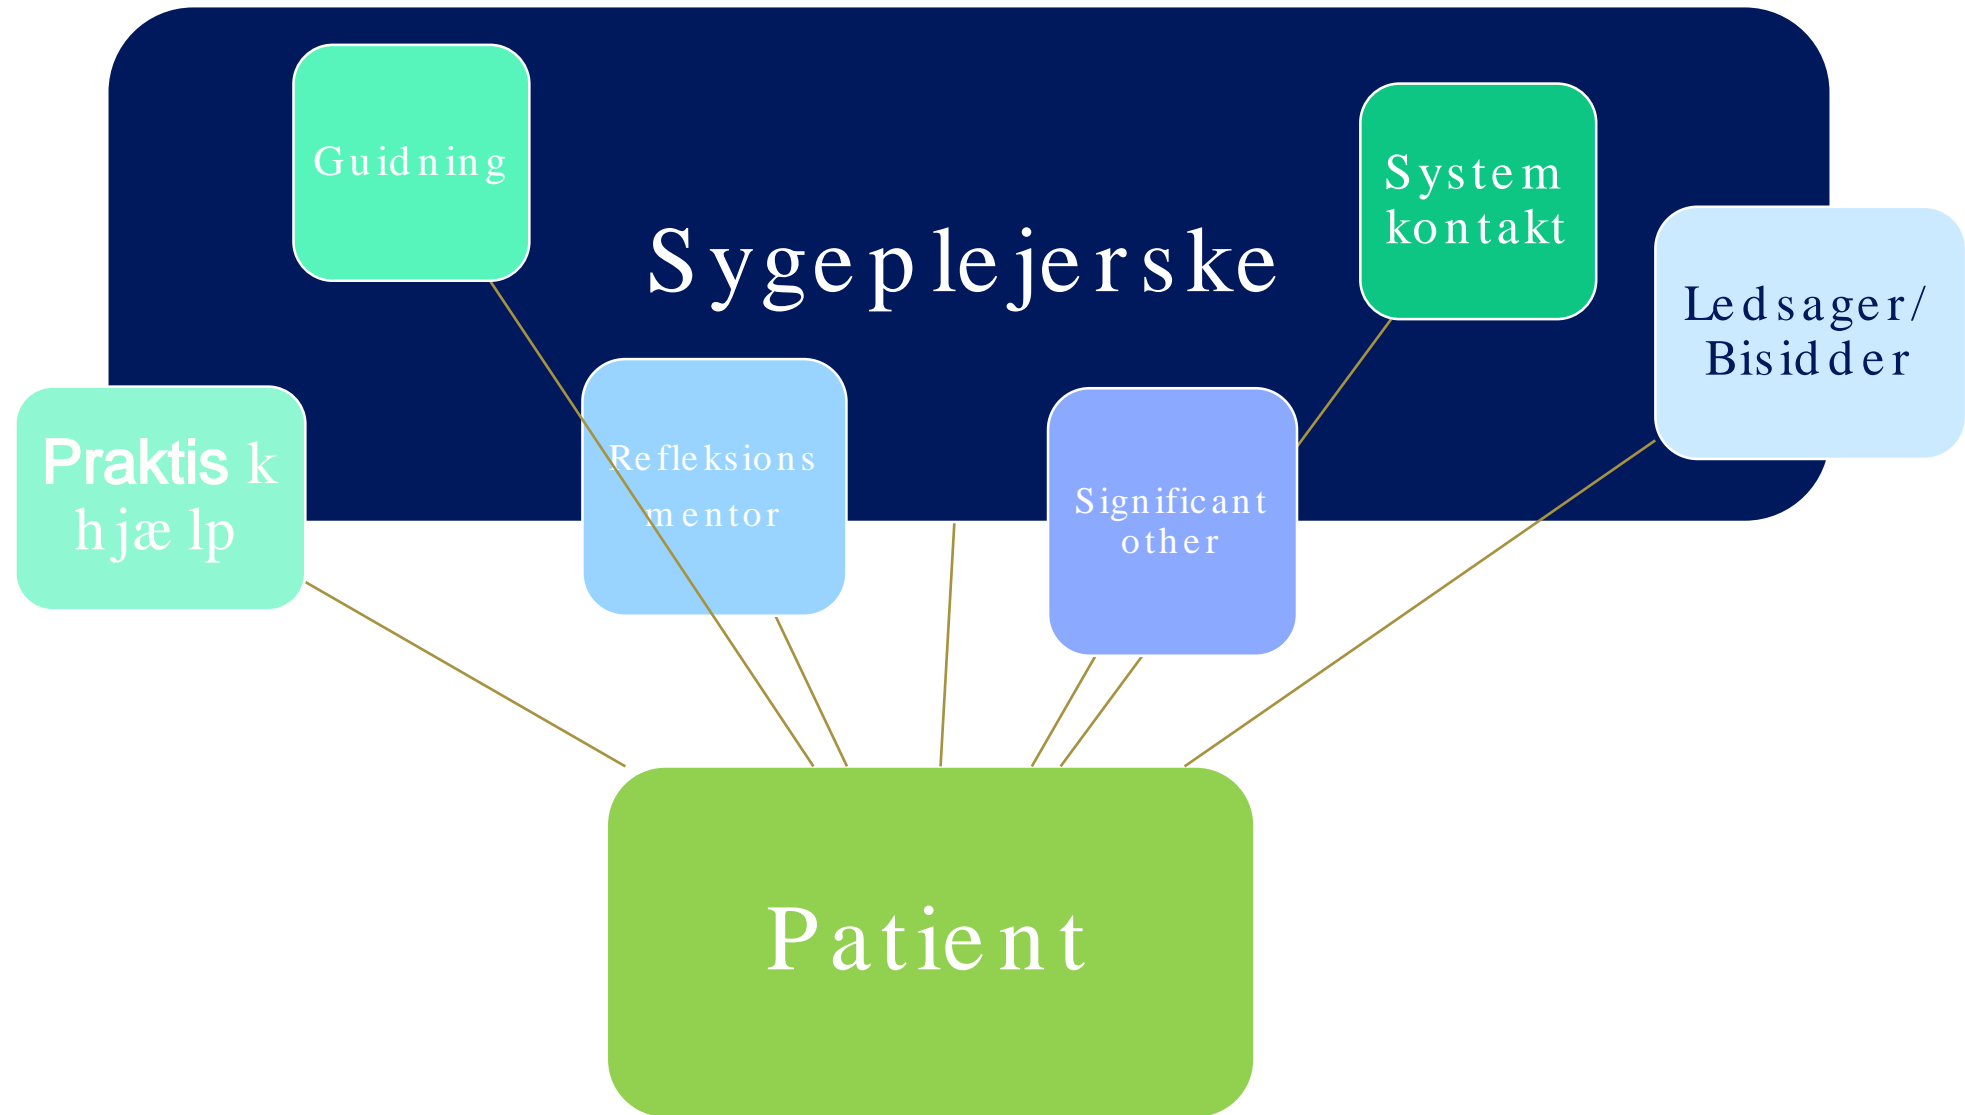 Guidning
System
kontakt
Sygeplejerske
Ledsager/
Bisidder
Praktisk
hjælp
Refleksions
mentor
Significant
other
Patient